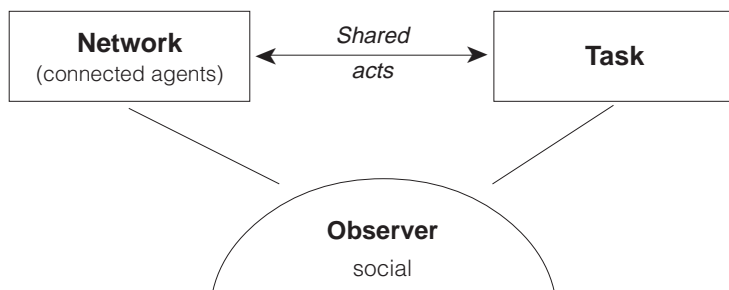 Network
(connected agents)
Shared
acts
Task
Observer
social